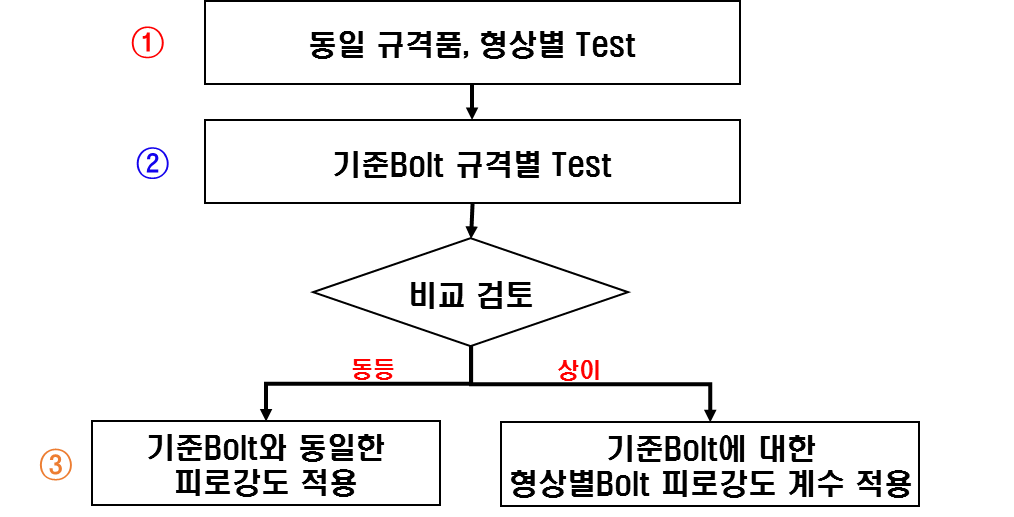 ① 동일 규격품, 형상별 Test
② 기준Bolt 규격별 Test
비교 검토
동등 상이
③ 기준Bolt와 동일한
피로강도 적용
기준Bolt에 대한
형상별Bolt 피로강도 계수 적용